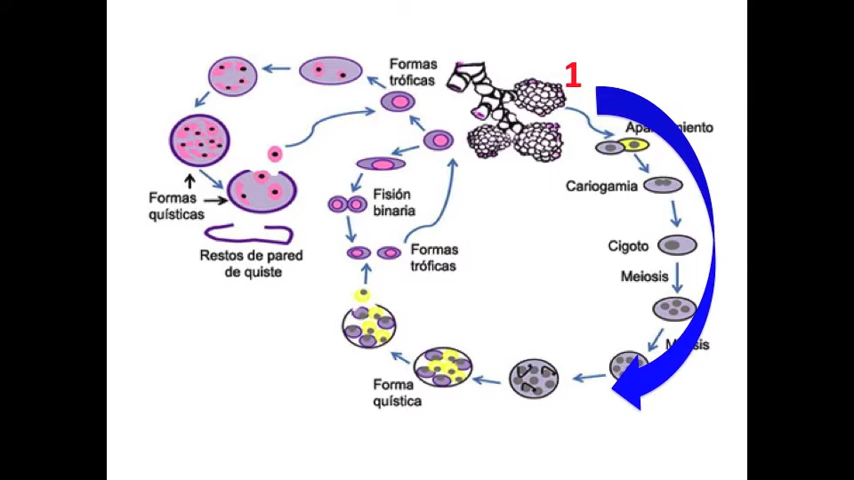 Formas
tróficas
1
Cariogamia
Cigoto
Meiosis
Formas
quísticas
Fisión
binaria
Restos de pared
de quiste
Formas
tróficas
Forma
quística